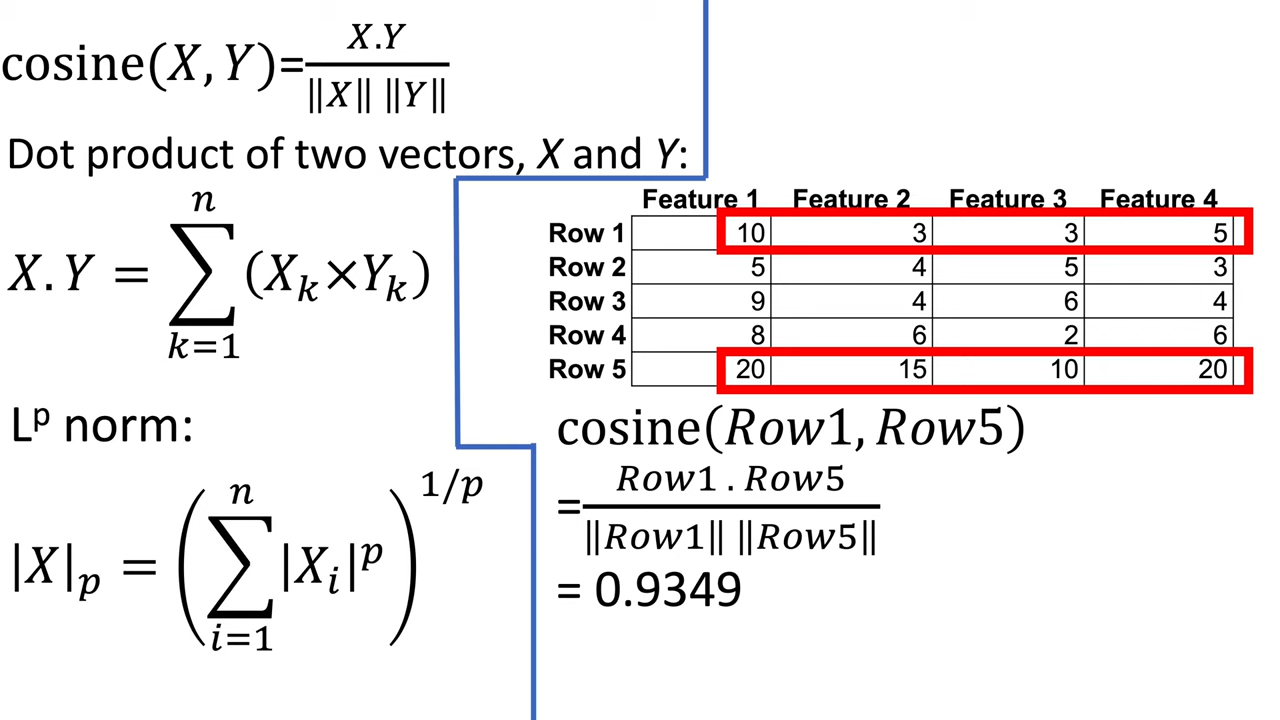 cosine(X, Y)= X.Y / ‖X‖ ‖Y‖
Dot product of two vectors, X and Y:
X. Y = ∑_{k=1}^{n} (X_k×Y_k)
L^p norm:
|X|_p = (∑_{i=1}^{n} |X_i|^p)^{1/p}
Feature 1 Feature 2 Feature 3 Feature 4
Row 1 10 3 3 5
Row 2 5 4 5 3
Row 3 9 4 6 4
Row 4 8 6 2 6
Row 5 20 15 10 20
cosine(Row1, Row5)
= Row1 . Row5 / ‖Row1‖ ‖Row5‖
= 0.9349